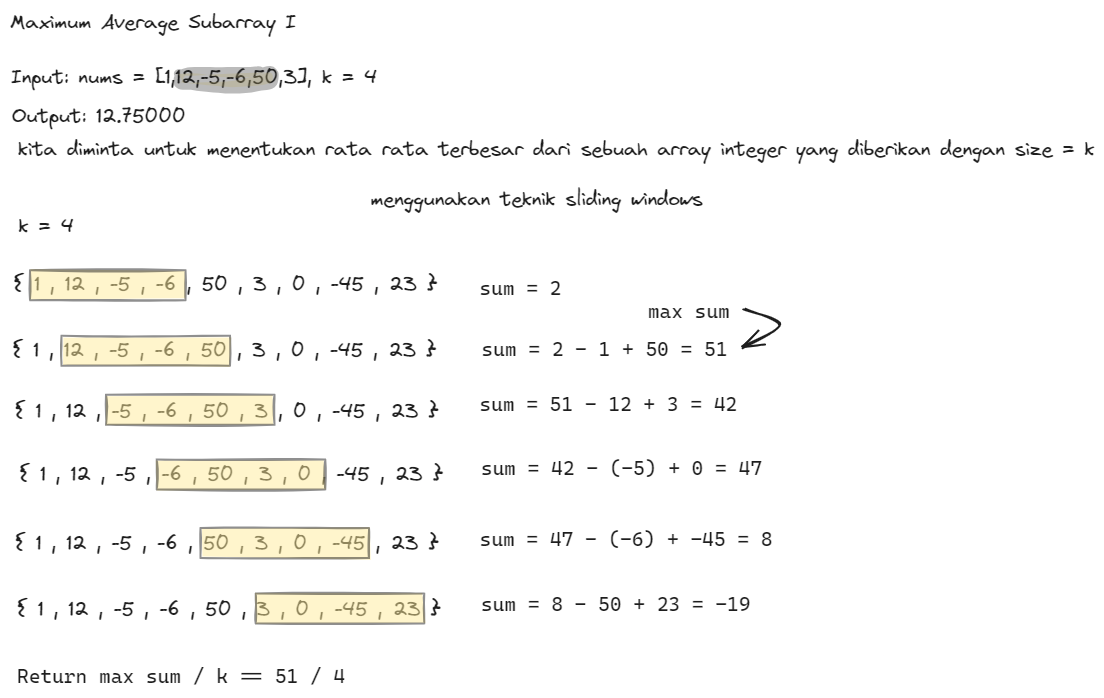 Maximum Average Subarray I
Input: nums = [1,12,-5,-6,50,3], k = 4
Output: 12.75000
kita diminta untuk menentukan rata rata terbesar dari sebuah array integer yang diberikan dengan size = k
menggunakan teknik sliding windows
k = 4
{ 1 , 12 , -5 , -6 , 50 , 3 , 0 , -45 , 23 } sum = 2
max sum
{ 1 , 12 , -5 , -6 , 50 , 3 , 0 , -45 , 23 } sum = 2 - 1 + 50 = 51
{ 1 , 12 , -5 , -6 , 50 , 3 , 0 , -45 , 23 } sum = 51 - 12 + 3 = 42
{ 1 , 12 , -5 , -6 , 50 , 3 , 0 , -45 , 23 } sum = 42 - (-5) + 0 = 47
{ 1 , 12 , -5 , -6 , 50 , 3 , 0 , -45 , 23 } sum = 47 - (-6) + -45 = 8
{ 1 , 12 , -5 , -6 , 50 , 3 , 0 , -45 , 23 } sum = 8 - 50 + 23 = -19
Return max sum / k == 51 / 4